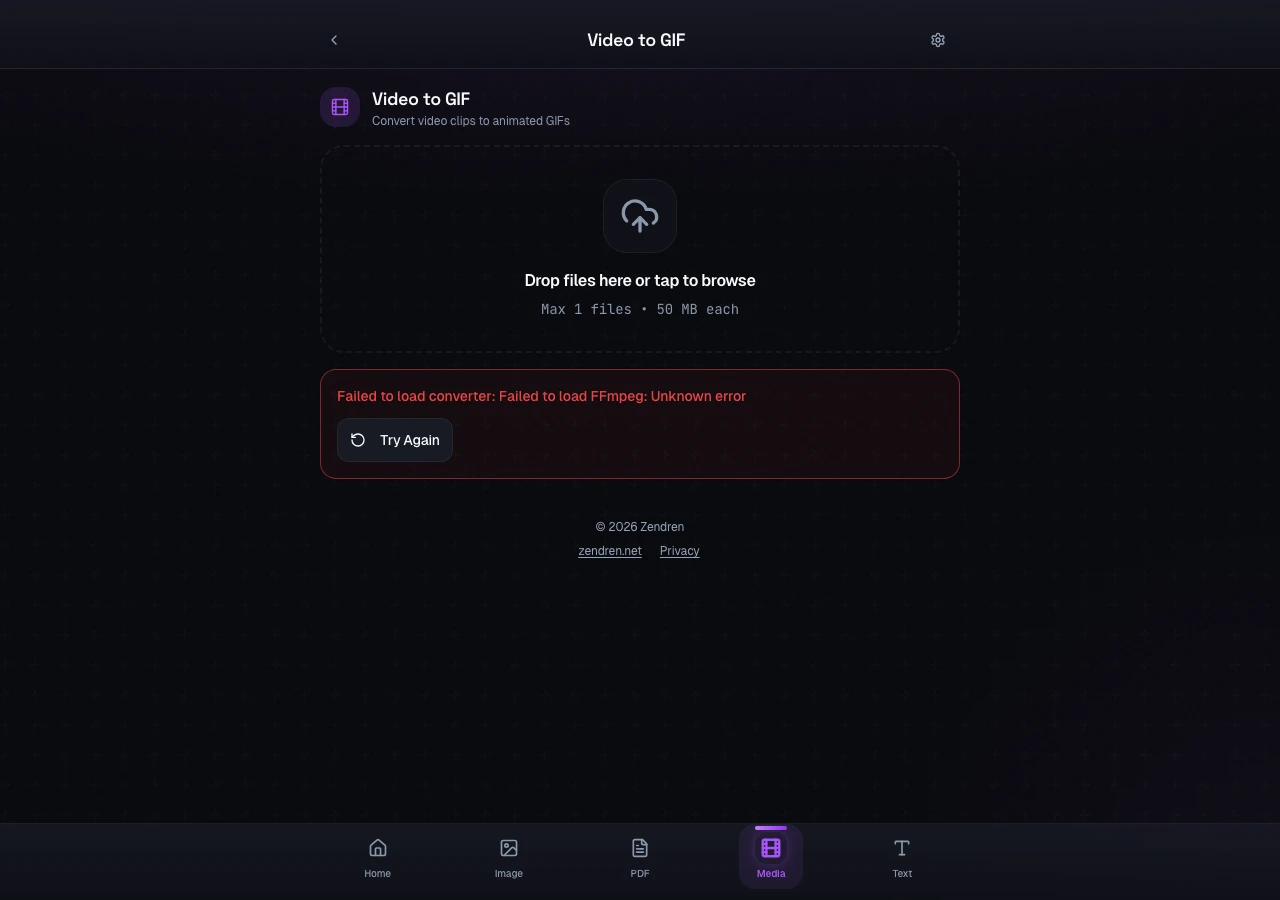 Video to GIF
Video to GIF
Convert video clips to animated GIFs
Drop files here or tap to browse
Max 1 files • 50 MB each
Failed to load converter: Failed to load FFmpeg: Unknown error
Try Again
© 2026 Zendren
zendren.net Privacy
Home Image PDF Media Text